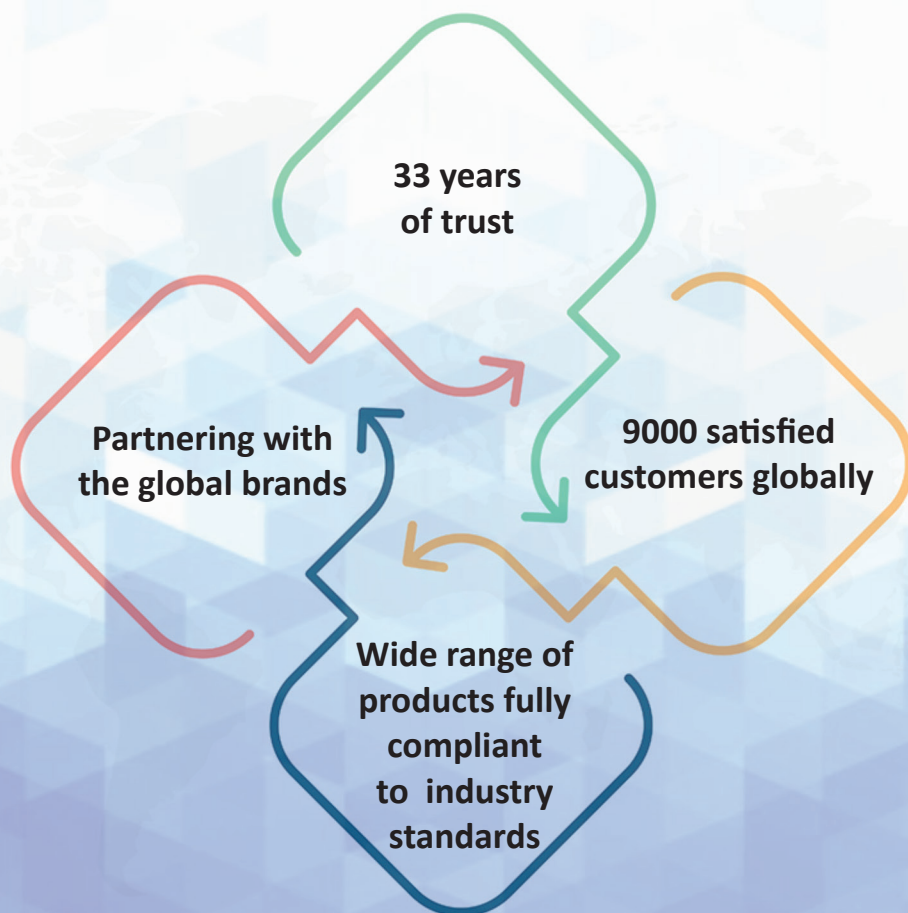 33 years
of trust
Partnering with
the global brands
9000 satisfied
customers globally
Wide range of
products fully
compliant
to  industry
standards